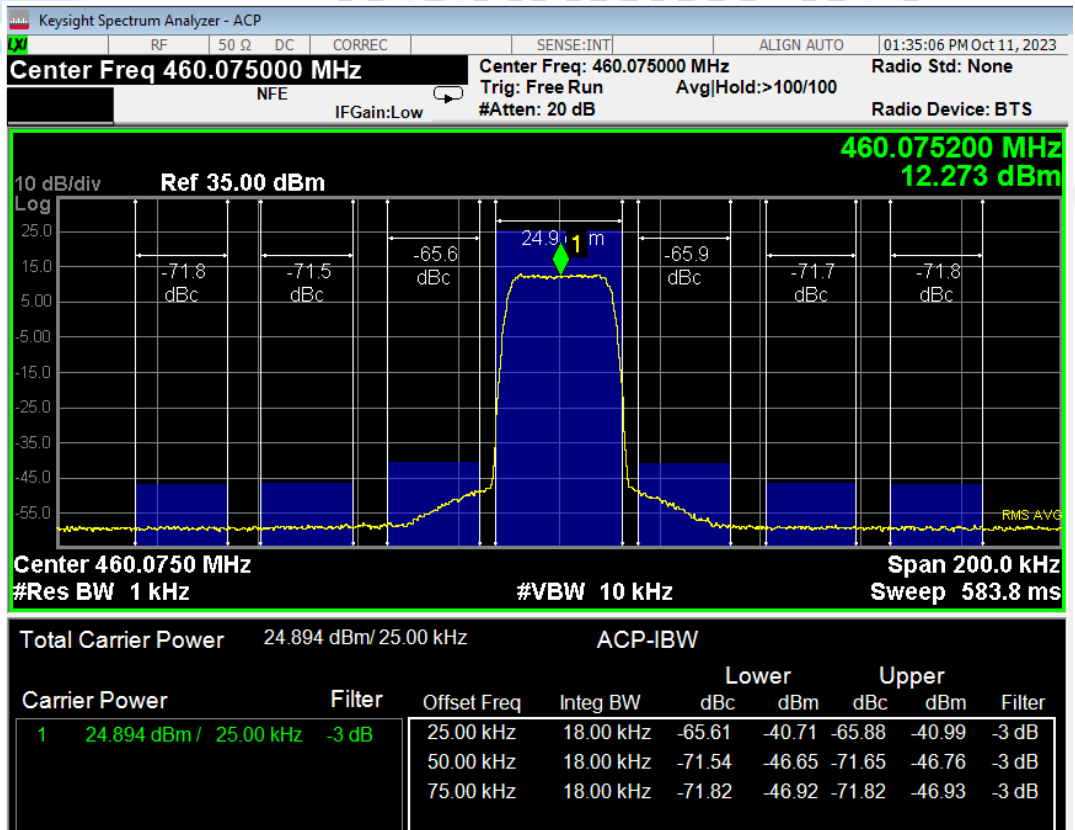 Keysight Spectrum Analyzer - ACP
LXI RF 50 Ω DC CORREC SENSE:INT ALIGN AUTO 01:35:06 PM Oct 11, 2023
Center Freq 460.075000 MHz
NFE
IFGain:Low
Center Freq: 460.075000 MHz
Trig: Free Run Avg|Hold:>100/100
#Atten: 20 dB
Radio Std: None
Radio Device: BTS
460.075200 MHz
12.273 dBm
10 dB/div Ref 35.00 dBm
Log
25.0
15.0
5.00
-5.00
-15.0
-25.0
-35.0
-45.0
-55.0
-71.8 dBc
-71.5 dBc
-65.6 dBc
24.9 1 m
-65.9 dBc
-71.7 dBc
-71.8 dBc
RMS AVG
Center 460.0750 MHz Span 200.0 kHz
#Res BW 1 kHz #VBW 10 kHz Sweep 583.8 ms
Total Carrier Power 24.894 dBm/ 25.00 kHz ACP-IBW
Lower Upper
Carrier Power Filter Offset Freq Integ BW dBc dBm dBc dBm Filter
1 24.894 dBm / 25.00 kHz -3 dB 25.00 kHz 18.00 kHz -65.61 -40.71 -65.88 -40.99 -3 dB
50.00 kHz 18.00 kHz -71.54 -46.65 -71.65 -46.76 -3 dB
75.00 kHz 18.00 kHz -71.82 -46.92 -71.82 -46.93 -3 dB